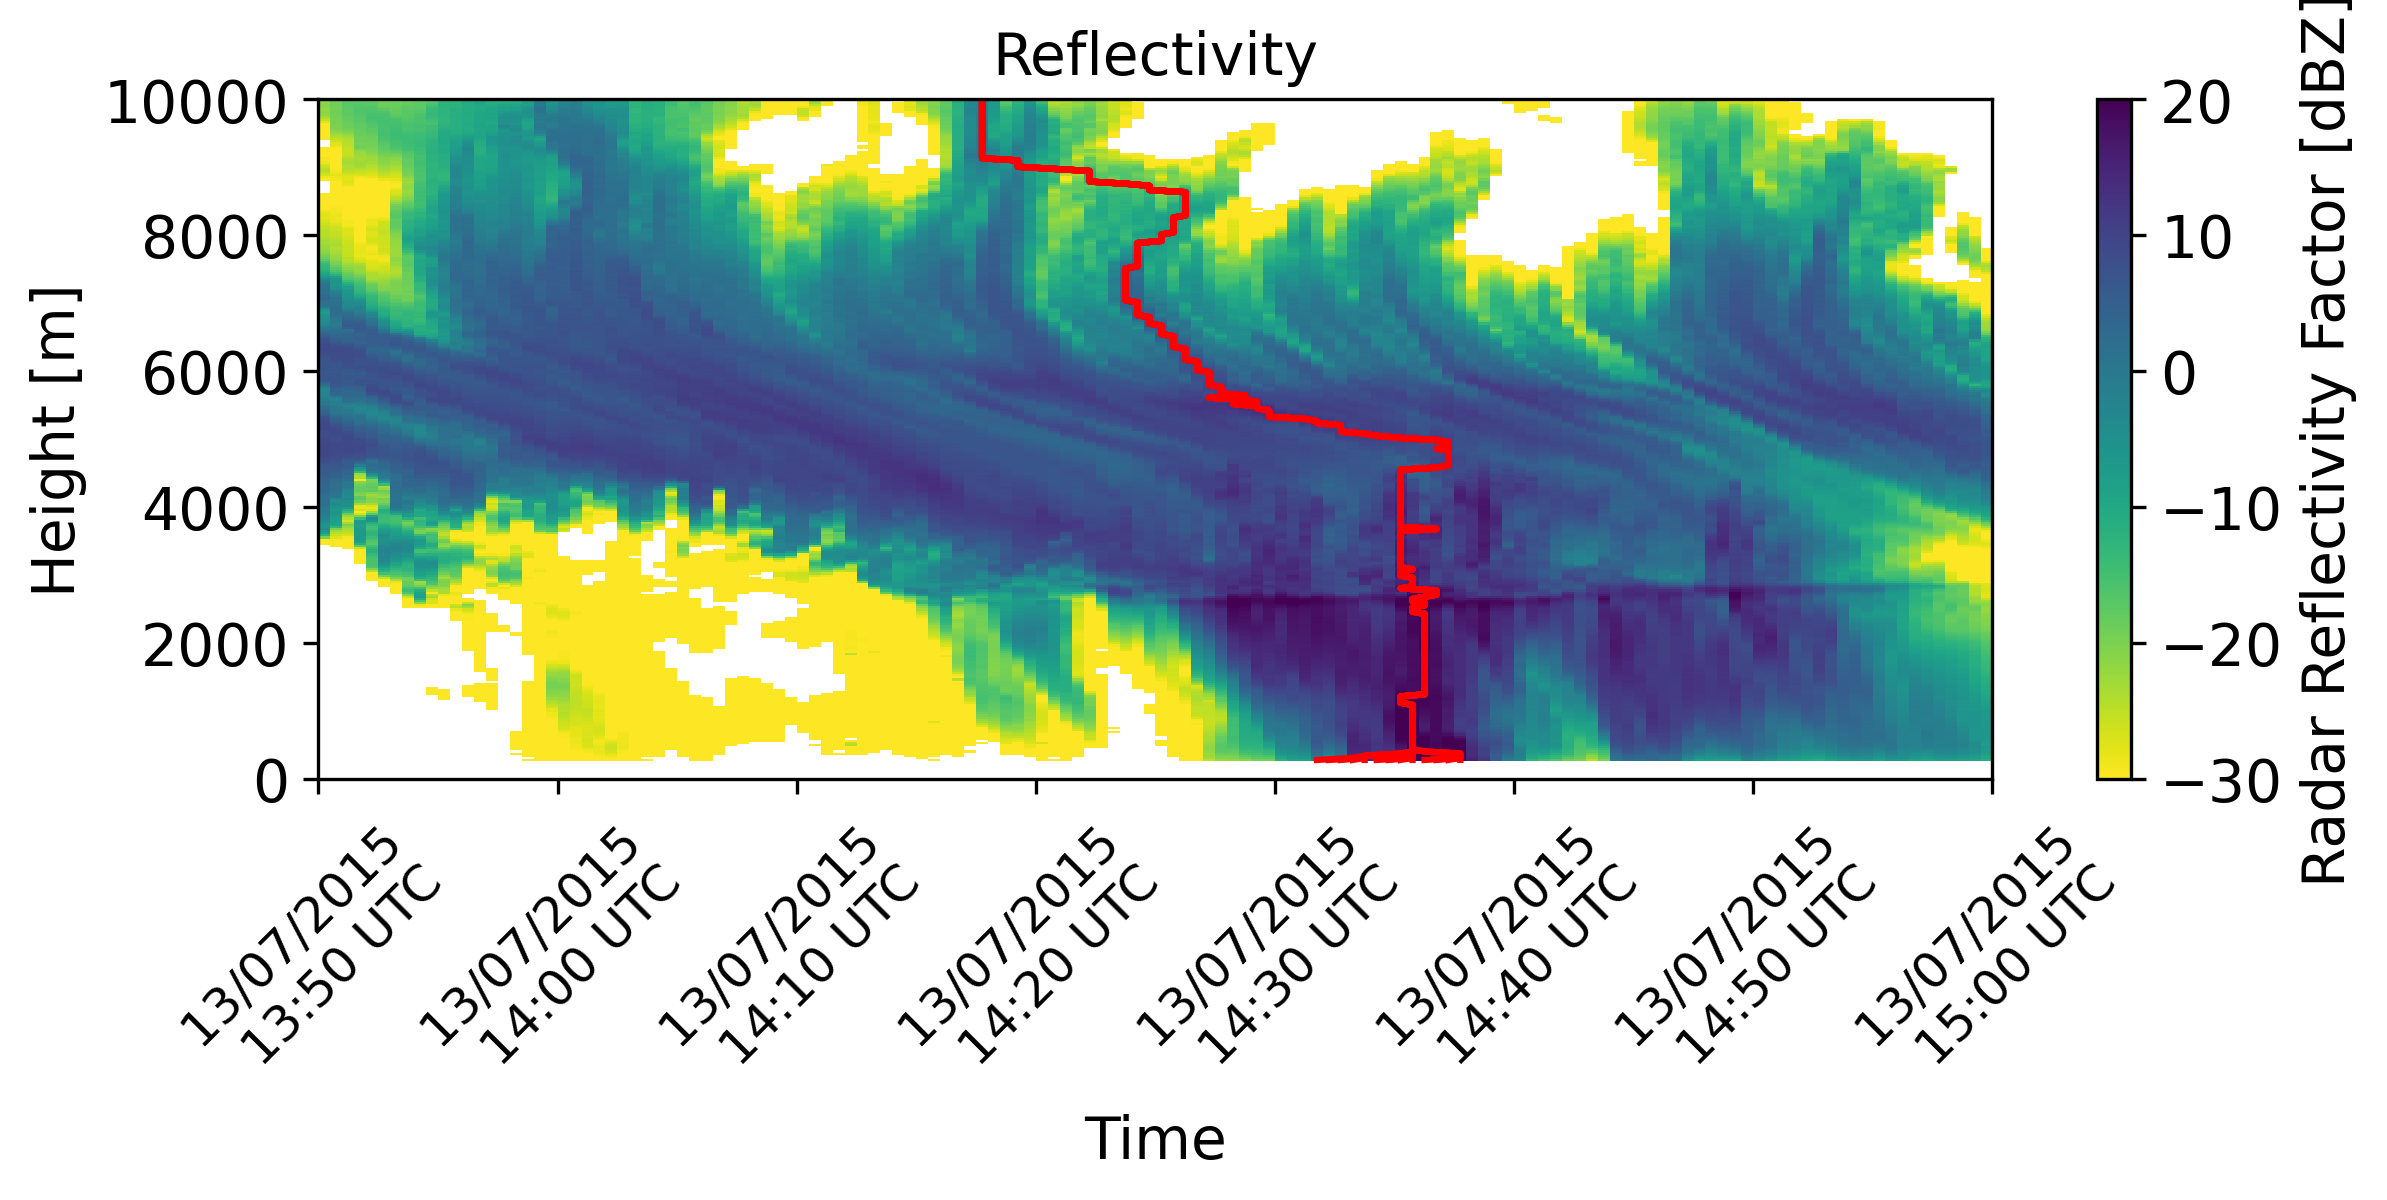 Reflectivity
10000
8000
6000
4000
2000
0
Height [m]
13/07/2015
13:50 UTC
13/07/2015
14:00 UTC
13/07/2015
14:10 UTC
13/07/2015
14:20 UTC
13/07/2015
14:30 UTC
13/07/2015
14:40 UTC
13/07/2015
14:50 UTC
13/07/2015
15:00 UTC
Time
20
10
0
−10
−20
−30
Radar Reflectivity Factor [dBZ]